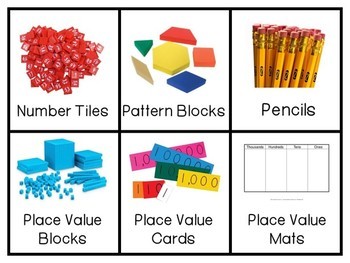 Number Tiles
Pattern Blocks
Pencils
Place Value
Blocks
Place Value
Cards
Place Value
Mats
Thousands Hundreds Tens Ones